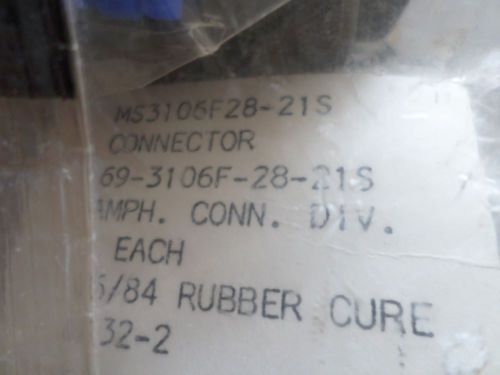 MS3106F28-21S
CONNECTOR
69-3106F-28-21S
AMPH. CONN. DIV.
EACH
5/84 RUBBER CURE
32-2